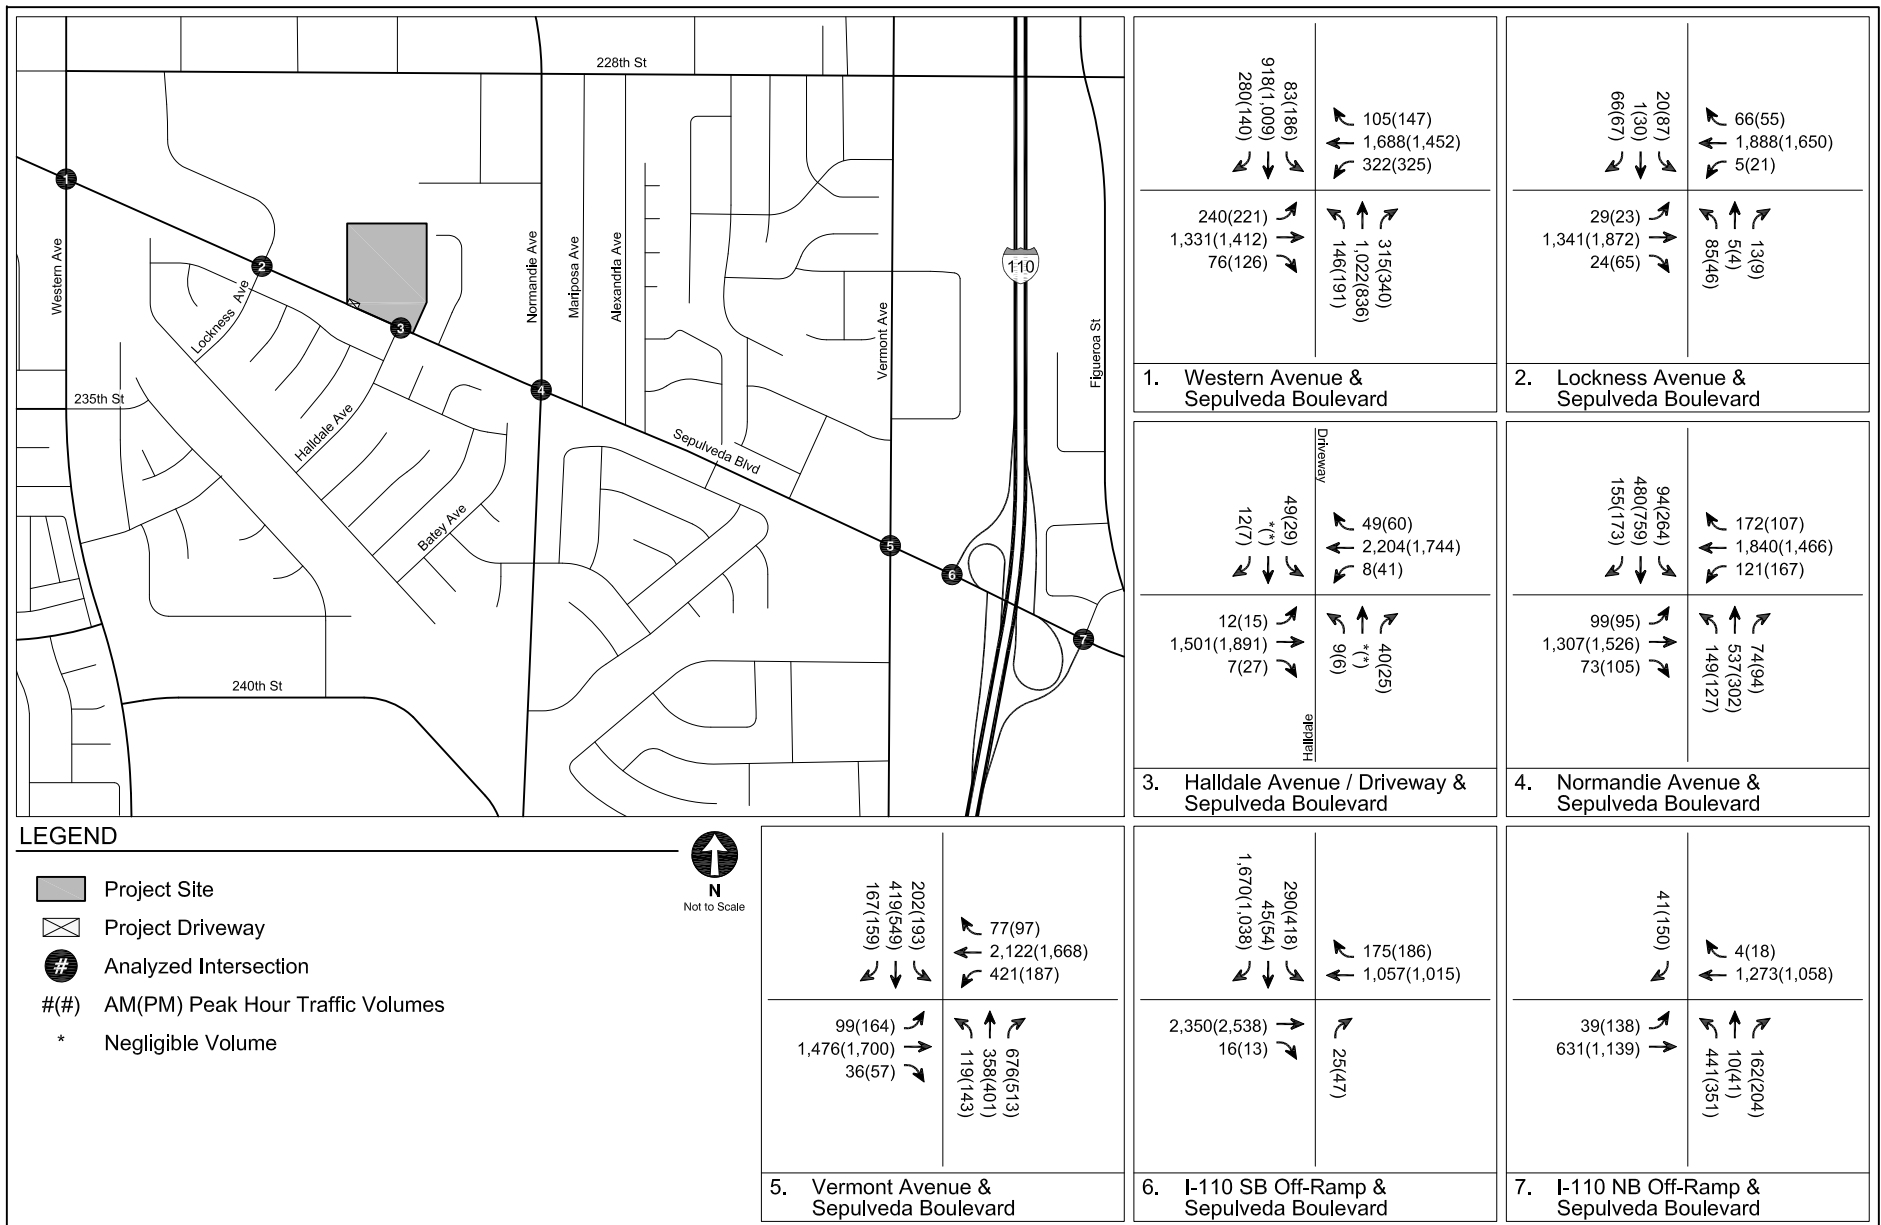 228th St
Western Ave
Lockness Ave
Normandie Ave
Mariposa Ave
Alexandria Ave
Vermont Ave
110
Figueroa St
235th St
Halldale Ave
Batey Ave
Sepulveda Blvd
240th St
1
2
3
4
5
6
7
280(140)
918(1,009)
83(186)
105(147)
1,688(1,452)
322(325)
240(221)
1,331(1,412)
76(126)
146(191)
1,022(836)
315(340)
1. Western Avenue &
Sepulveda Boulevard
66(67)
1(30)
20(87)
66(55)
1,888(1,650)
5(21)
29(23)
1,341(1,872)
24(65)
85(46)
5(4)
13(9)
2. Lockness Avenue &
Sepulveda Boulevard
Driveway
12(7)
*(*)
49(29)
49(60)
2,204(1,744)
8(41)
12(15)
1,501(1,891)
7(27)
9(6)
*(*)
40(25)
Halldale
3. Halldale Avenue / Driveway &
Sepulveda Boulevard
155(173)
480(759)
94(264)
172(107)
1,840(1,466)
121(167)
99(95)
1,307(1,526)
73(105)
149(127)
537(302)
74(94)
4. Normandie Avenue &
Sepulveda Boulevard
LEGEND
Project Site
Project Driveway
# Analyzed Intersection
#(#) AM(PM) Peak Hour Traffic Volumes
* Negligible Volume
N
Not to Scale
167(159)
419(549)
202(193)
77(97)
2,122(1,668)
421(187)
99(164)
1,476(1,700)
36(57)
119(143)
358(401)
676(513)
5. Vermont Avenue &
Sepulveda Boulevard
1,670(1,038)
45(54)
290(418)
175(186)
1,057(1,015)
2,350(2,538)
16(13)
25(47)
6. I-110 SB Off-Ramp &
Sepulveda Boulevard
41(150)
4(18)
1,273(1,058)
39(138)
631(1,139)
441(351)
10(41)
162(204)
7. I-110 NB Off-Ramp &
Sepulveda Boulevard